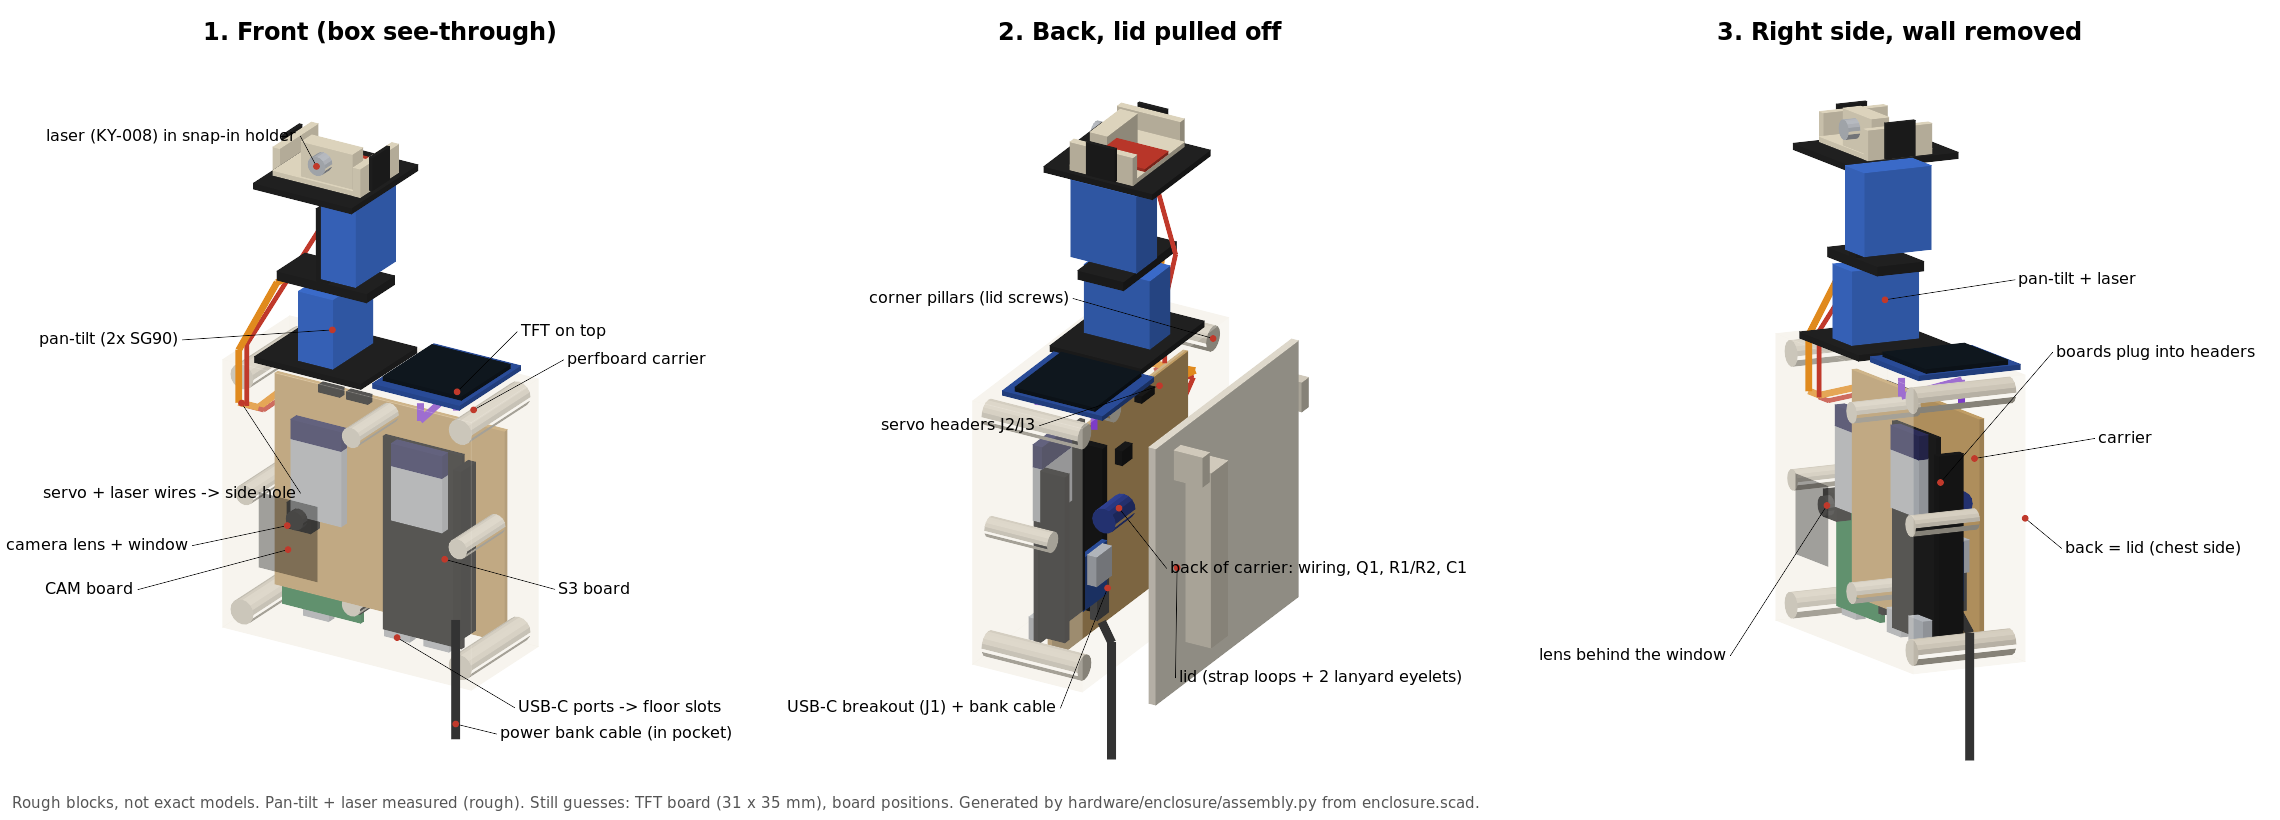 1. Front (box see-through)
laser (KY-008) in snap-in holder
pan-tilt (2x SG90)
TFT on top
perfboard carrier
servo + laser wires -> side hole
camera lens + window
CAM board
S3 board
USB-C ports -> floor slots
power bank cable (in pocket)
2. Back, lid pulled off
corner pillars (lid screws)
servo headers J2/J3
back of carrier: wiring, Q1, R1/R2, C1
lid (strap loops + 2 lanyard eyelets)
USB-C breakout (J1) + bank cable
3. Right side, wall removed
pan-tilt + laser
boards plug into headers
carrier
back = lid (chest side)
lens behind the window
Rough blocks, not exact models. Pan-tilt + laser measured (rough). Still guesses: TFT board (31 x 35 mm), board positions. Generated by hardware/enclosure/assembly.py from enclosure.scad.